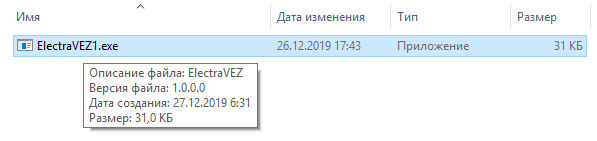 Имя Дата изменения Тип Размер
ElectraVEZ1.exe 26.12.2019 17:43 Приложение 31 КБ
Описание файла: ElectraVEZ
Версия файла: 1.0.0.0
Дата создания: 27.12.2019 6:31
Размер: 31,0 КБ